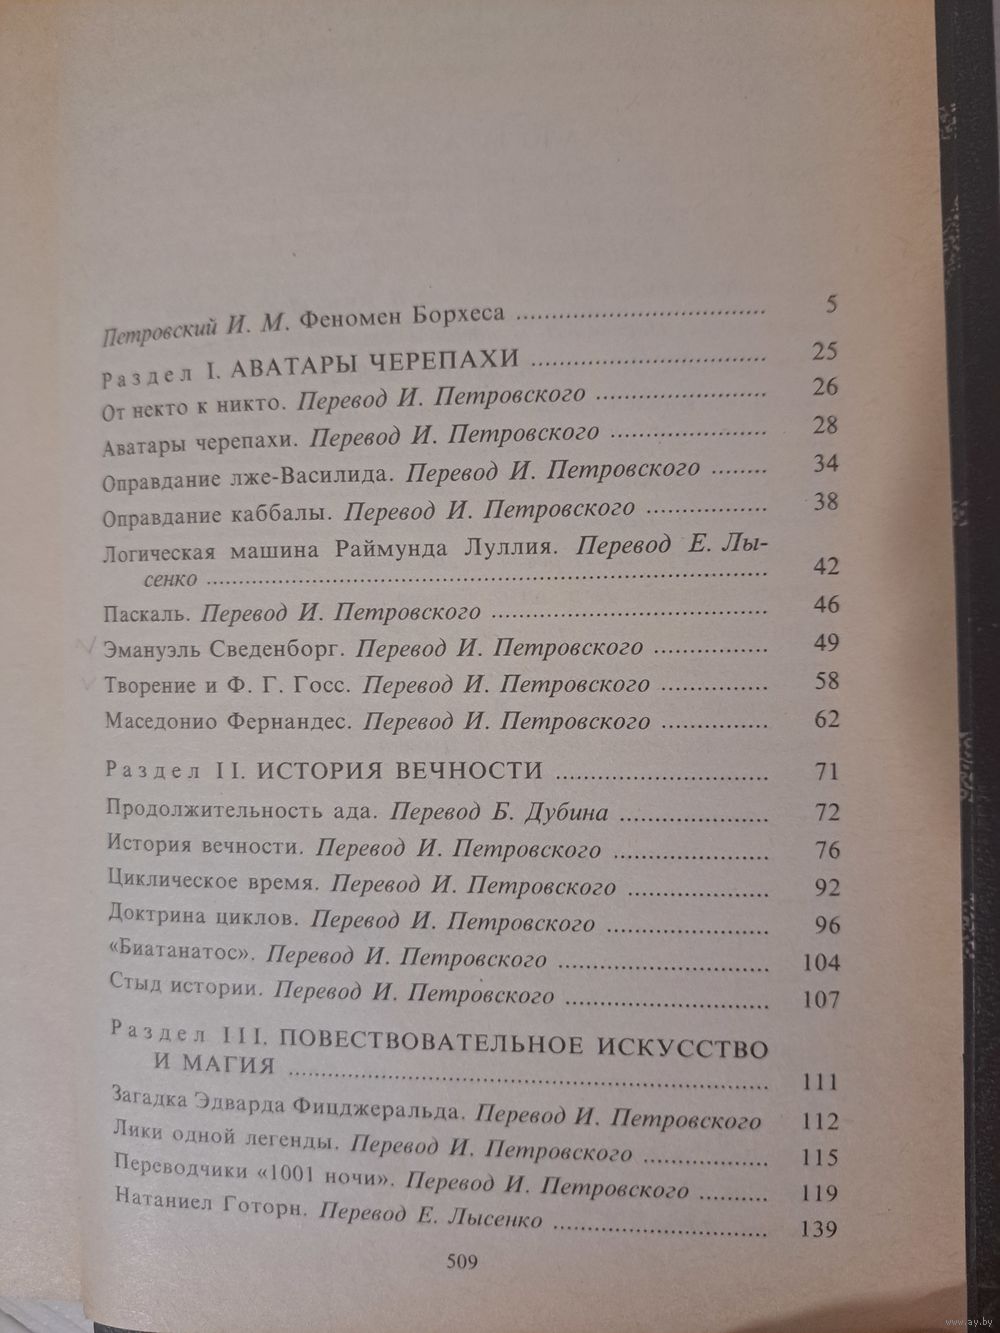 Петровский И. М. Феномен Борхеса .......... 5
Раздел I. АВАТАРЫ ЧЕРЕПАХИ .......... 25
От некто к никто. Перевод И. Петровского .......... 26
Аватары черепахи. Перевод И. Петровского .......... 28
Оправдание лже-Василида. Перевод И. Петровского .......... 34
Оправдание каббалы. Перевод И. Петровского .......... 38
Логическая машина Раймунда Луллия. Перевод Е. Лы-
сенко .......... 42
Паскаль. Перевод И. Петровского .......... 46
Эмануэль Сведенборг. Перевод И. Петровского .......... 49
Творение и Ф. Г. Госс. Перевод И. Петровского .......... 58
Маседонио Фернандес. Перевод И. Петровского .......... 62
Раздел II. ИСТОРИЯ ВЕЧНОСТИ .......... 71
Продолжительность ада. Перевод Б. Дубина .......... 72
История вечности. Перевод И. Петровского .......... 76
Циклическое время. Перевод И. Петровского .......... 92
Доктрина циклов. Перевод И. Петровского .......... 96
«Биатанатос». Перевод И. Петровского .......... 104
Стыд истории. Перевод И. Петровского .......... 107
Раздел III. ПОВЕСТВОВАТЕЛЬНОЕ ИСКУССТВО
И МАГИЯ .......... 111
Загадка Эдварда Фицджеральда. Перевод И. Петровского 112
Лики одной легенды. Перевод И. Петровского .......... 115
Переводчики «1001 ночи». Перевод И. Петровского .......... 119
Натаниел Готорн. Перевод Е. Лысенко .......... 139
509
www.ay.by